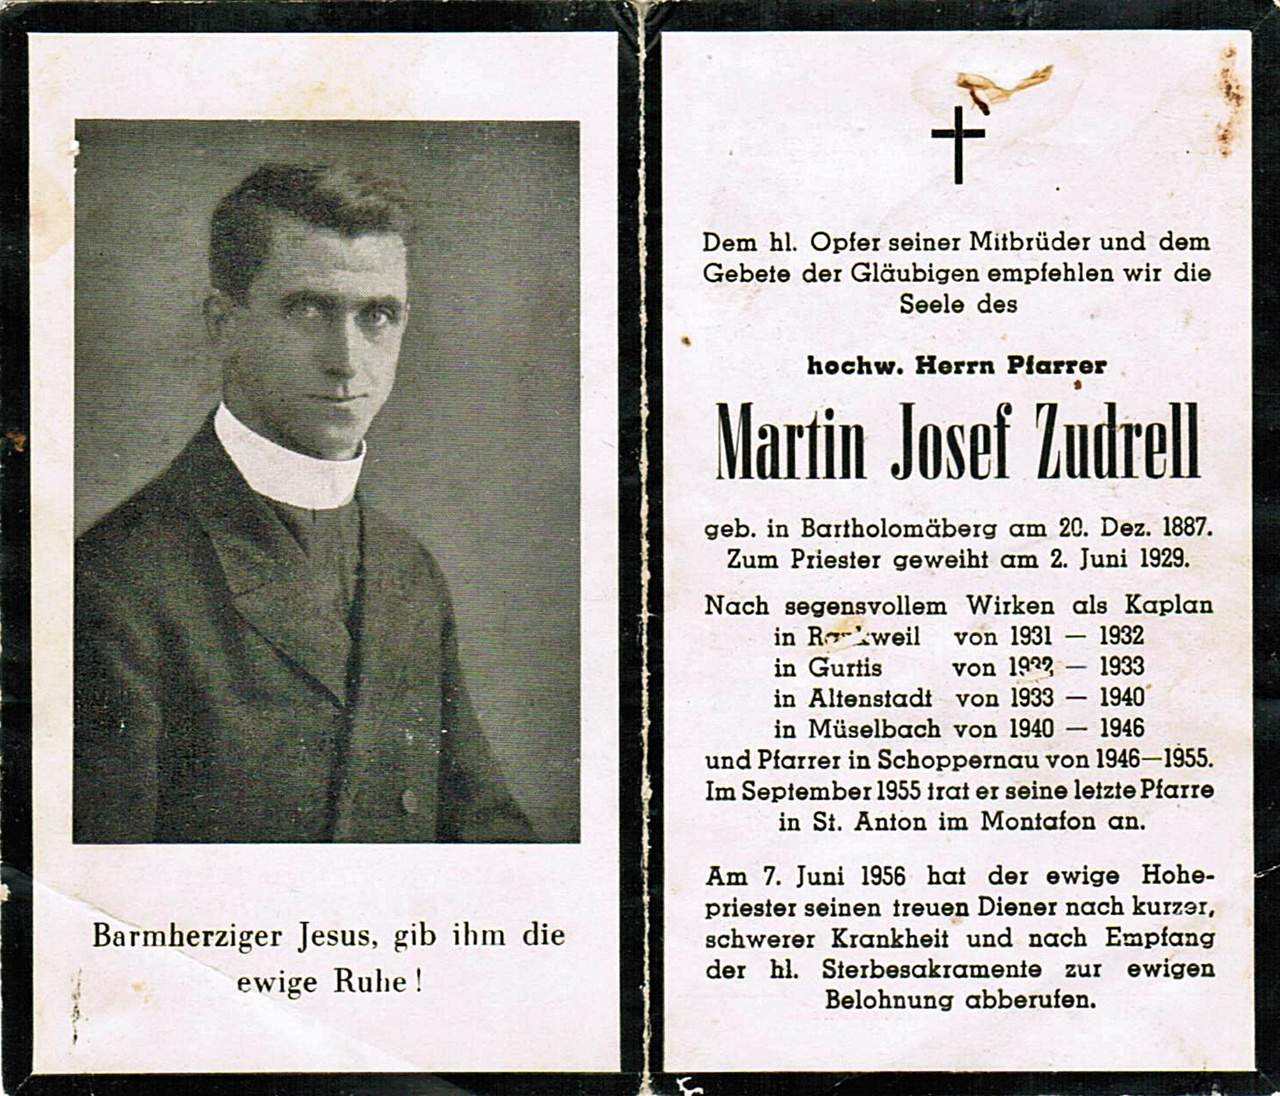 Barmherziger Jesus, gib ihm die
ewige Ruhe!
Dem hl. Opfer seiner Mitbrüder und dem
Gebete der Gläubigen empfehlen wir die
Seele des
hochw. Herrn Pfarrer
Martin Josef Zudrell
geb. in Bartholomäberg am 20. Dez. 1887.
Zum Priester geweiht am 2. Juni 1929.
Nach segensvollem Wirken als Kaplan
in Rankweil von 1931 — 1932
in Gurtis von 1932 — 1933
in Altenstadt von 1933 — 1940
in Müselbach von 1940 — 1946
und Pfarrer in Schoppernau von 1946—1955.
Im September 1955 trat er seine letzte Pfarre
in St. Anton im Montafon an.
Am 7. Juni 1956 hat der ewige Hohe-
priester seinen treuen Diener nach kurzer,
schwerer Krankheit und nach Empfang
der hl. Sterbesakramente zur ewigen
Belohnung abberufen.